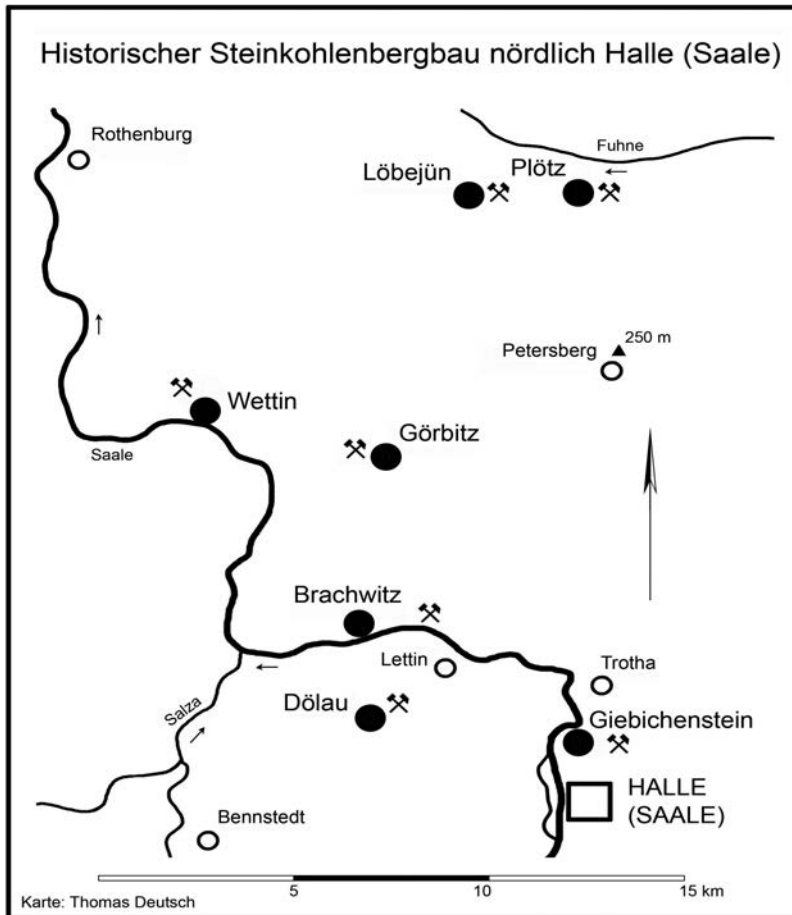 Historischer Steinkohlenbergbau nördlich Halle (Saale)
Rothenburg
Fuhne
Löbejün
Plötz
250 m
Petersberg
Wettin
Görbitz
Saale
Brachwitz
Lettin
Trotha
Salza
Dölau
Giebichenstein
HALLE
(SAALE)
Bennstedt
5
10
15 km
Karte: Thomas Deutsch